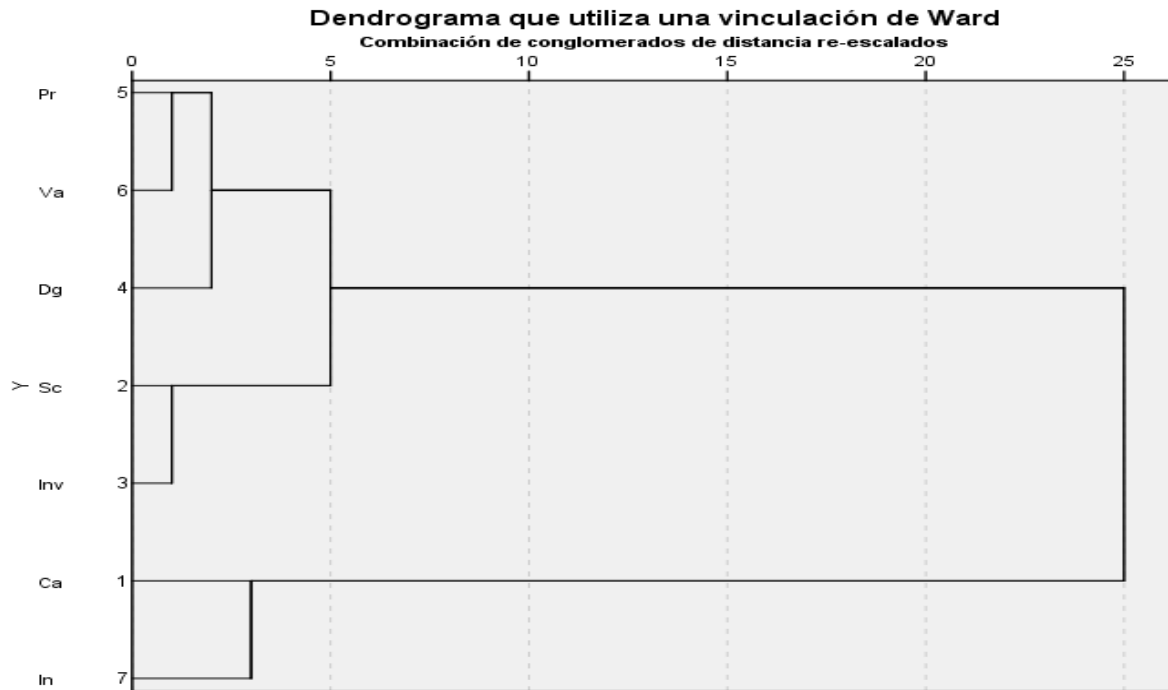 Dendrograma que utiliza una vinculación de Ward
Combinación de conglomerados de distancia re-escalados
0 5 10 15 20 25
Pr 5
Va 6
Dg 4
Y Sc 2
Inv 3
Ca 1
In 7